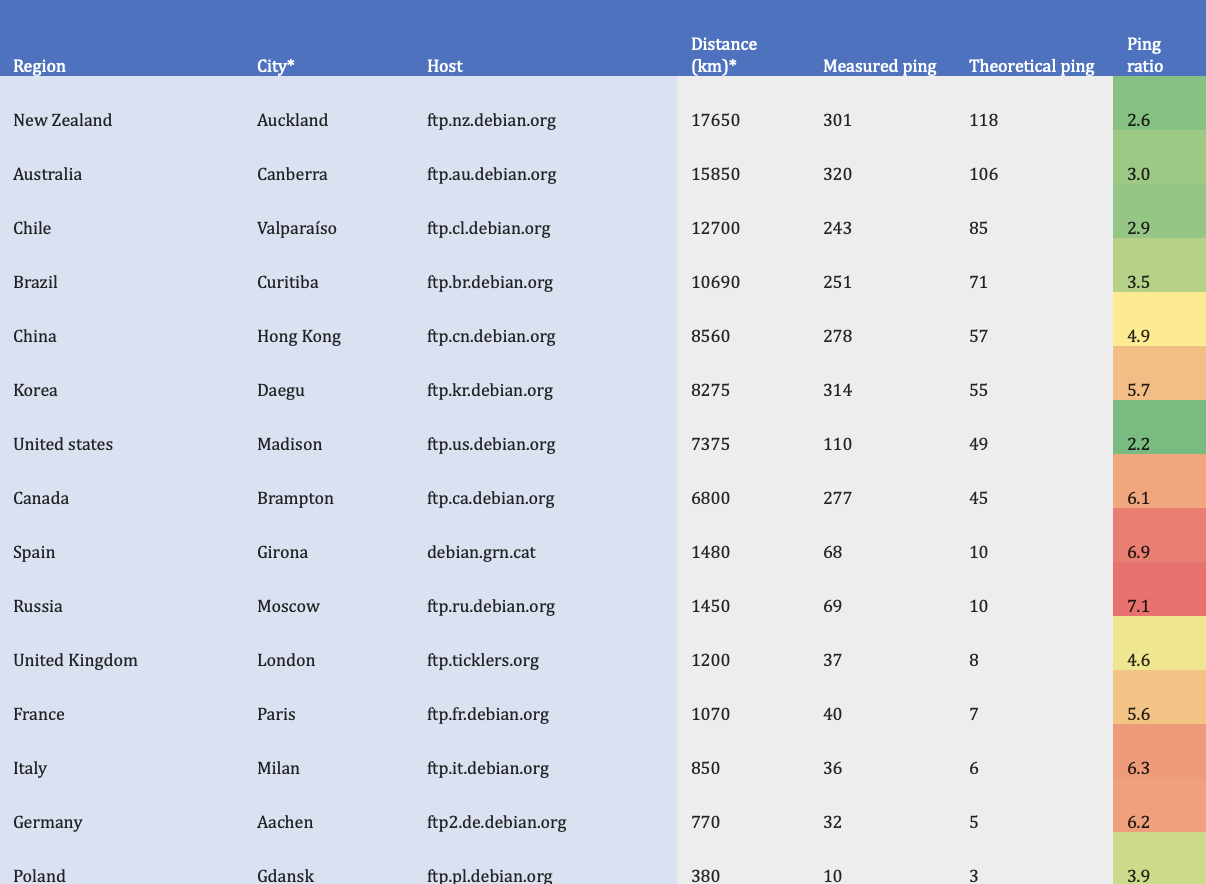 Region City* Host Distance (km)* Measured ping Theoretical ping Ping ratio
New Zealand Auckland ftp.nz.debian.org 17650 301 118 2.6
Australia Canberra ftp.au.debian.org 15850 320 106 3.0
Chile Valparaíso ftp.cl.debian.org 12700 243 85 2.9
Brazil Curitiba ftp.br.debian.org 10690 251 71 3.5
China Hong Kong ftp.cn.debian.org 8560 278 57 4.9
Korea Daegu ftp.kr.debian.org 8275 314 55 5.7
United states Madison ftp.us.debian.org 7375 110 49 2.2
Canada Brampton ftp.ca.debian.org 6800 277 45 6.1
Spain Girona debian.grn.cat 1480 68 10 6.9
Russia Moscow ftp.ru.debian.org 1450 69 10 7.1
United Kingdom London ftp.ticklers.org 1200 37 8 4.6
France Paris ftp.fr.debian.org 1070 40 7 5.6
Italy Milan ftp.it.debian.org 850 36 6 6.3
Germany Aachen ftp2.de.debian.org 770 32 5 6.2
Poland Gdansk ftp.pl.debian.org 380 10 3 3.9